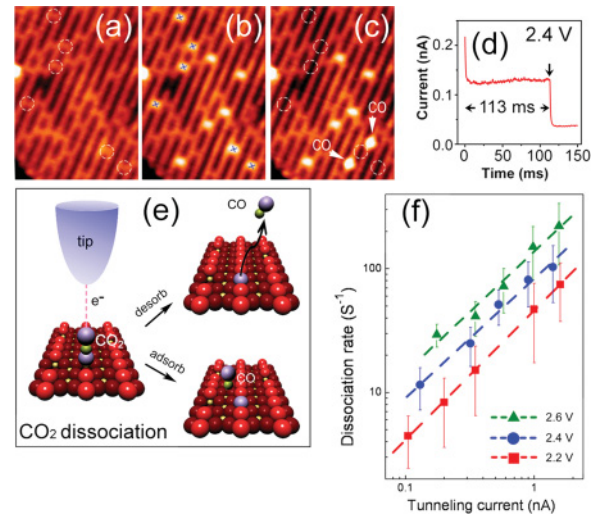 (a)
(b)
(c)
CO
CO
(d)
2.4 V
Current (nA)
0.2
0.1
0.0
113 ms
0 50 100 150
Time (ms)
(e)
tip
e-
CO₂
CO₂ dissociation
desorb
adsorb
CO
CO
(f)
Dissociation rate (S⁻¹)
100
10
2.6 V
2.4 V
2.2 V
0.1 1
Tunneling current (nA)